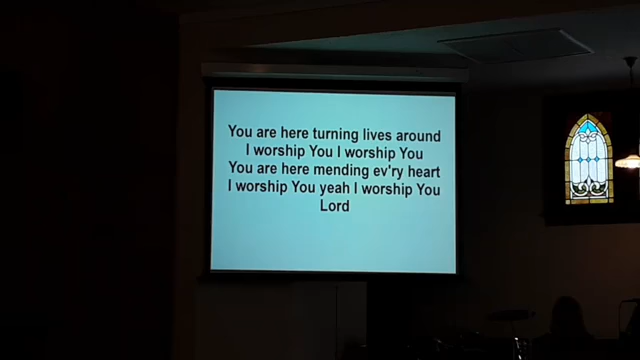 You are here turning lives around
I worship You I worship You
You are here mending ev'ry heart
I worship You yeah I worship You
Lord